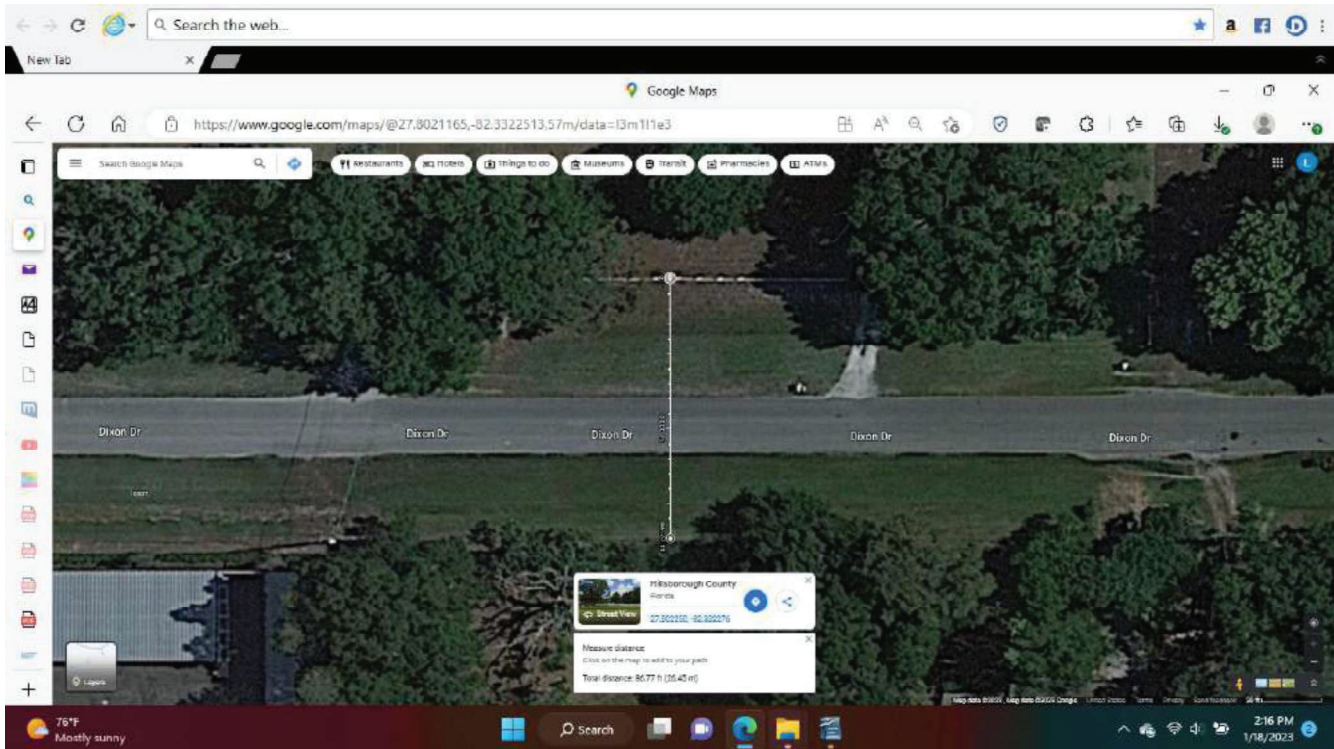 Search the web...
New Tab
Google Maps
https://www.google.com/maps/@27.8021165,-82.3322513,57m/data=!3m1!1e3
Search Google Maps
Restaurants
Hotels
Things to do
Museums
Transit
Pharmacies
ATMs
Dixon Dr
Dixon Dr
Dixon Dr
Dixon Dr
Dixon Dr
Hillsborough County
Florida
Street View
Measure distance
Click on the map to add to your path
Total distance: 86.77 ft (26.45 m)
Layers
76°F
Mostly sunny
Search
2:16 PM
1/18/2023